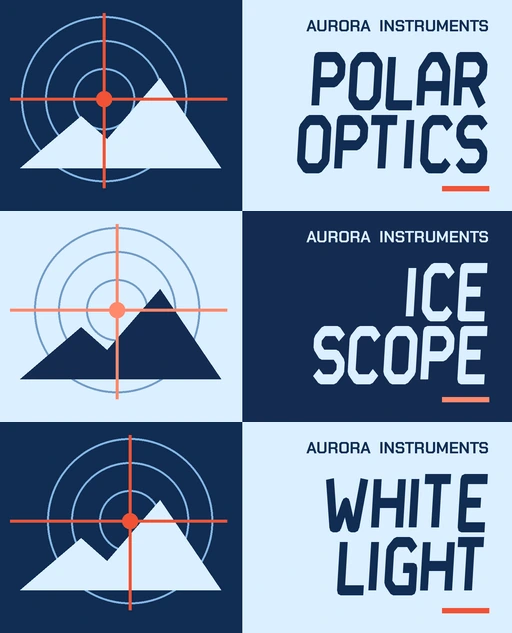 AURORA INSTRUMENTS
POLAR
OPTICS
AURORA INSTRUMENTS
ICE
SCOPE
AURORA INSTRUMENTS
WHITE
LIGHT